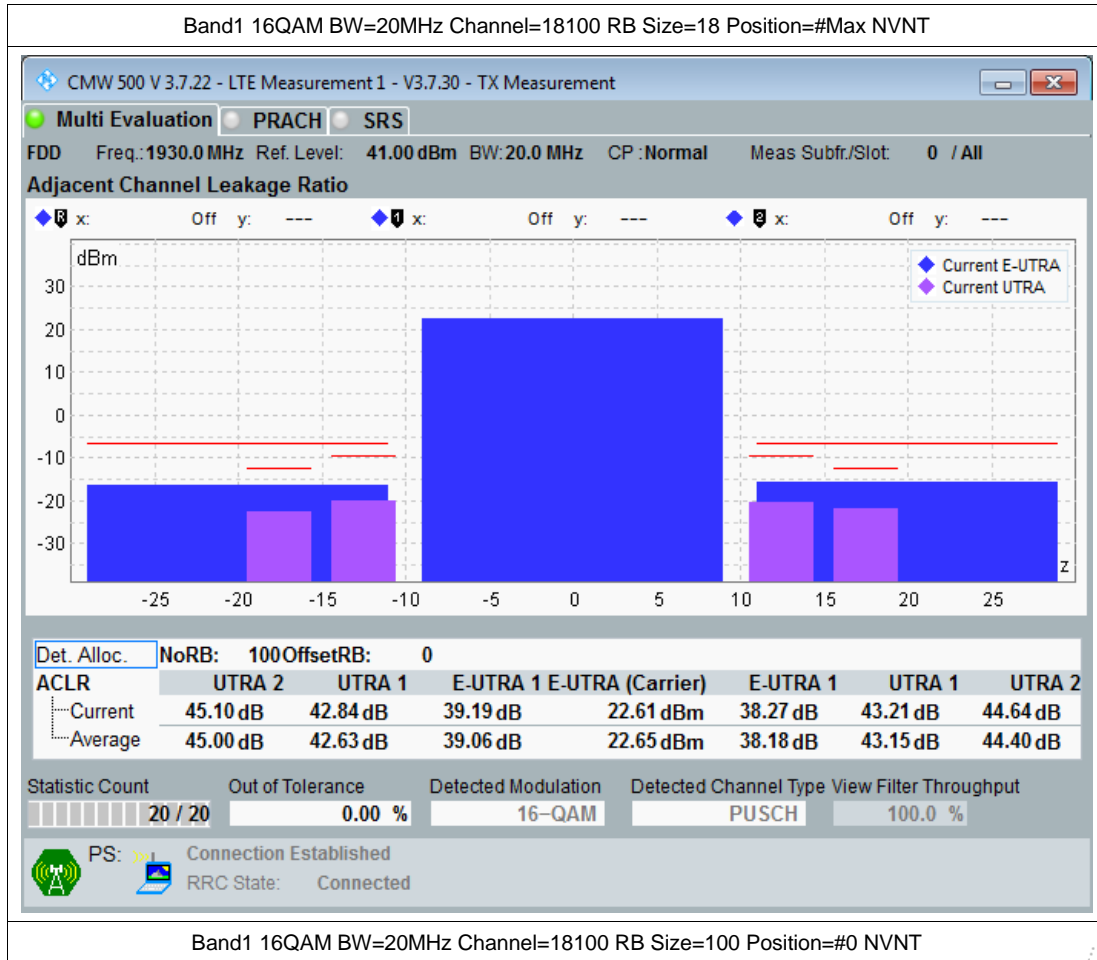 Band1 16QAM BW=20MHz Channel=18100 RB Size=18 Position=#Max NVNT
CMW 500 V 3.7.22 - LTE Measurement 1 - V3.7.30 - TX Measurement
Multi Evaluation PRACH SRS
FDD Freq.:1930.0 MHz Ref. Level: 41.00 dBm BW:20.0 MHz CP :Normal Meas Subfr./Slot: 0 / All
Adjacent Channel Leakage Ratio
R x: Off y: --- 1 x: Off y: --- 2 x: Off y: ---
dBm
Current E-UTRA
Current UTRA
30
20
10
0
-10
-20
-30
z
-25 -20 -15 -10 -5 0 5 10 15 20 25
Det. Alloc. NoRB: 100 OffsetRB: 0
ACLR UTRA 2 UTRA 1 E-UTRA 1 E-UTRA (Carrier) E-UTRA 1 UTRA 1 UTRA 2
Current 45.10 dB 42.84 dB 39.19 dB 22.61 dBm 38.27 dB 43.21 dB 44.64 dB
Average 45.00 dB 42.63 dB 39.06 dB 22.65 dBm 38.18 dB 43.15 dB 44.40 dB
Statistic Count Out of Tolerance Detected Modulation Detected Channel Type View Filter Throughput
20 / 20 0.00 % 16-QAM PUSCH 100.0 %
PS: Connection Established
RRC State: Connected
Band1 16QAM BW=20MHz Channel=18100 RB Size=100 Position=#0 NVNT